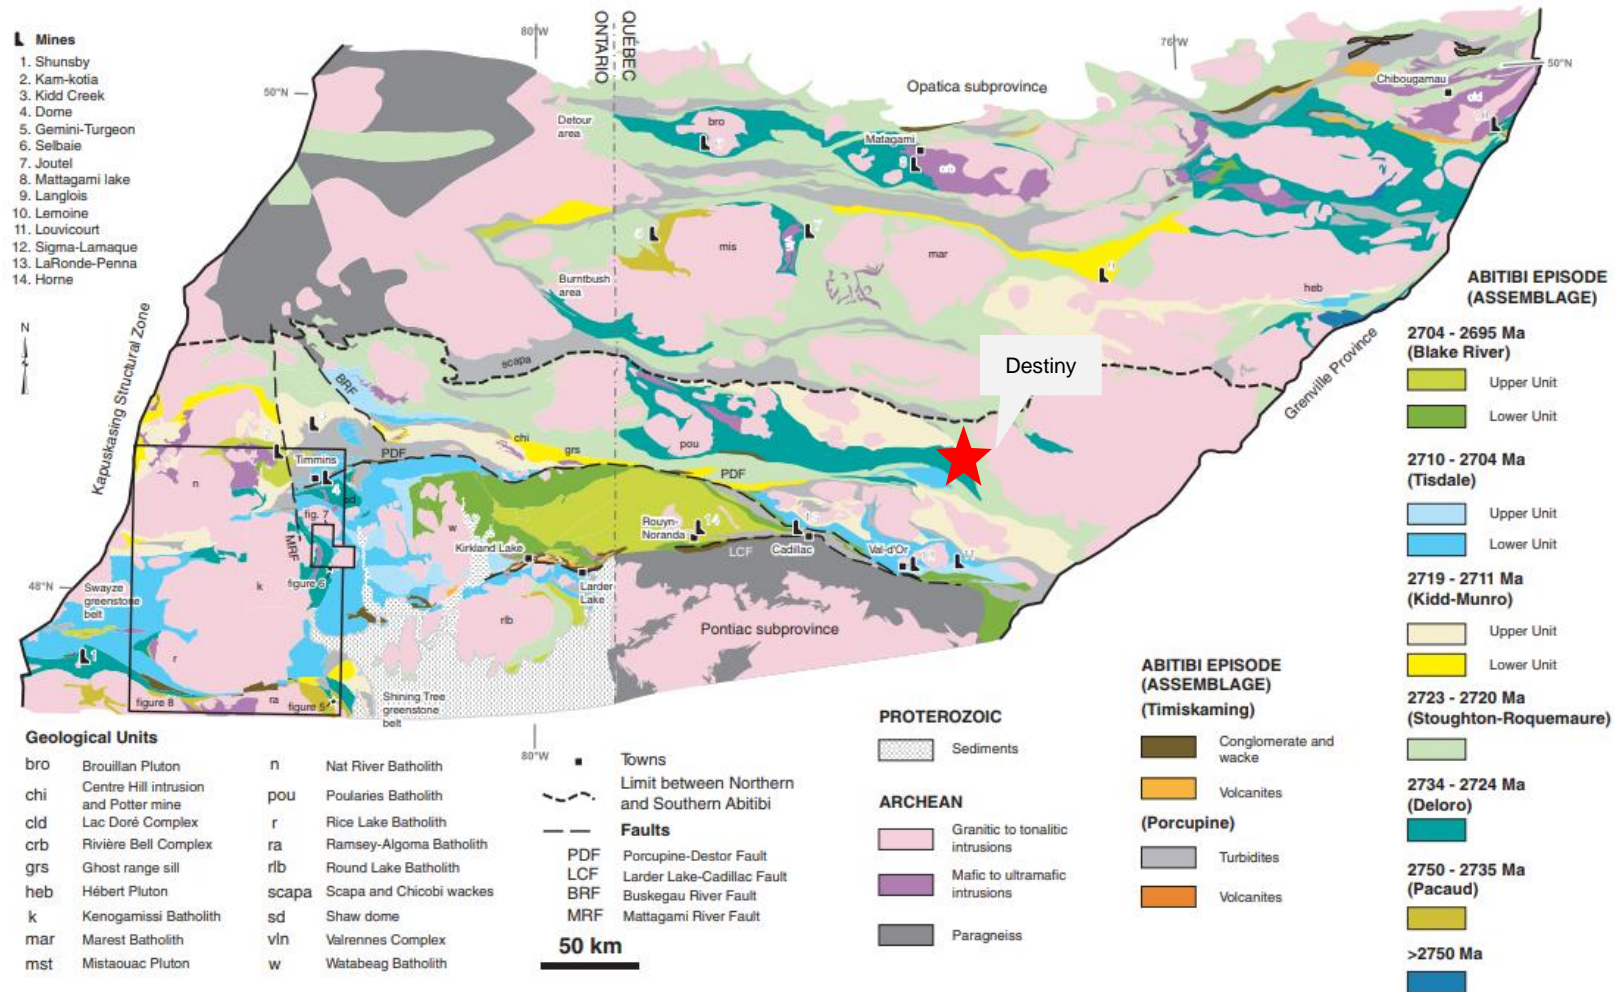 Mines
1. Shunsby
2. Kam-kotia
3. Kidd Creek
4. Dome
5. Gemini-Turgeon
6. Selbaie
7. Joutel
8. Mattagami lake
9. Langlois
10. Lemoine
11. Louvicourt
12. Sigma-Lamaque
13. LaRonde-Penna
14. Horne
N
80°W
ONTARIO
QUÉBEC
76°W
50°N
50°N
Opatica subprovince
Chibougamau
cld
Detour
area
bro
Matagami
8
crb
6
mis
vln
mar
Burntbush
area
heb
Kapuskasing Structural Zone
Grenville Province
scapa
Destiny
BRF
chi
grs
pou
PDF
PDF
Timmins
n
4
sd
fig. 7
MRF
w
Kirkland Lake
Rouyn-
Noranda
14
LCF
Cadillac
Val-d'Or
11
48°N
Swayze
greenstone
belt
k
figure 6
Larder
Lake
rlb
Pontiac subprovince
1
r
figure 8
ra
figure 5
Shining Tree
greenstone
belt
80°W
Geological Units
bro Brouillan Pluton
chi Centre Hill intrusion
and Potter mine
cld Lac Doré Complex
crb Rivière Bell Complex
grs Ghost range sill
heb Hébert Pluton
k Kenogamissi Batholith
mar Marest Batholith
mst Mistaouac Pluton
n Nat River Batholith
pou Poularies Batholith
r Rice Lake Batholith
ra Ramsey-Algoma Batholith
rlb Round Lake Batholith
scapa Scapa and Chicobi wackes
sd Shaw dome
vln Valrennes Complex
w Watabeag Batholith
Towns
Limit between Northern
and Southern Abitibi
Faults
PDF Porcupine-Destor Fault
LCF Larder Lake-Cadillac Fault
BRF Buskegau River Fault
MRF Mattagami River Fault
50 km
PROTEROZOIC
Sediments
ARCHEAN
Granitic to tonalitic
intrusions
Mafic to ultramafic
intrusions
Paragneiss
ABITIBI EPISODE
(ASSEMBLAGE)
(Timiskaming)
Conglomerate and
wacke
Volcanites
(Porcupine)
Turbidites
Volcanites
ABITIBI EPISODE
(ASSEMBLAGE)
2704 - 2695 Ma
(Blake River)
Upper Unit
Lower Unit
2710 - 2704 Ma
(Tisdale)
Upper Unit
Lower Unit
2719 - 2711 Ma
(Kidd-Munro)
Upper Unit
Lower Unit
2723 - 2720 Ma
(Stoughton-Roquemaure)
2734 - 2724 Ma
(Deloro)
2750 - 2735 Ma
(Pacaud)
>2750 Ma